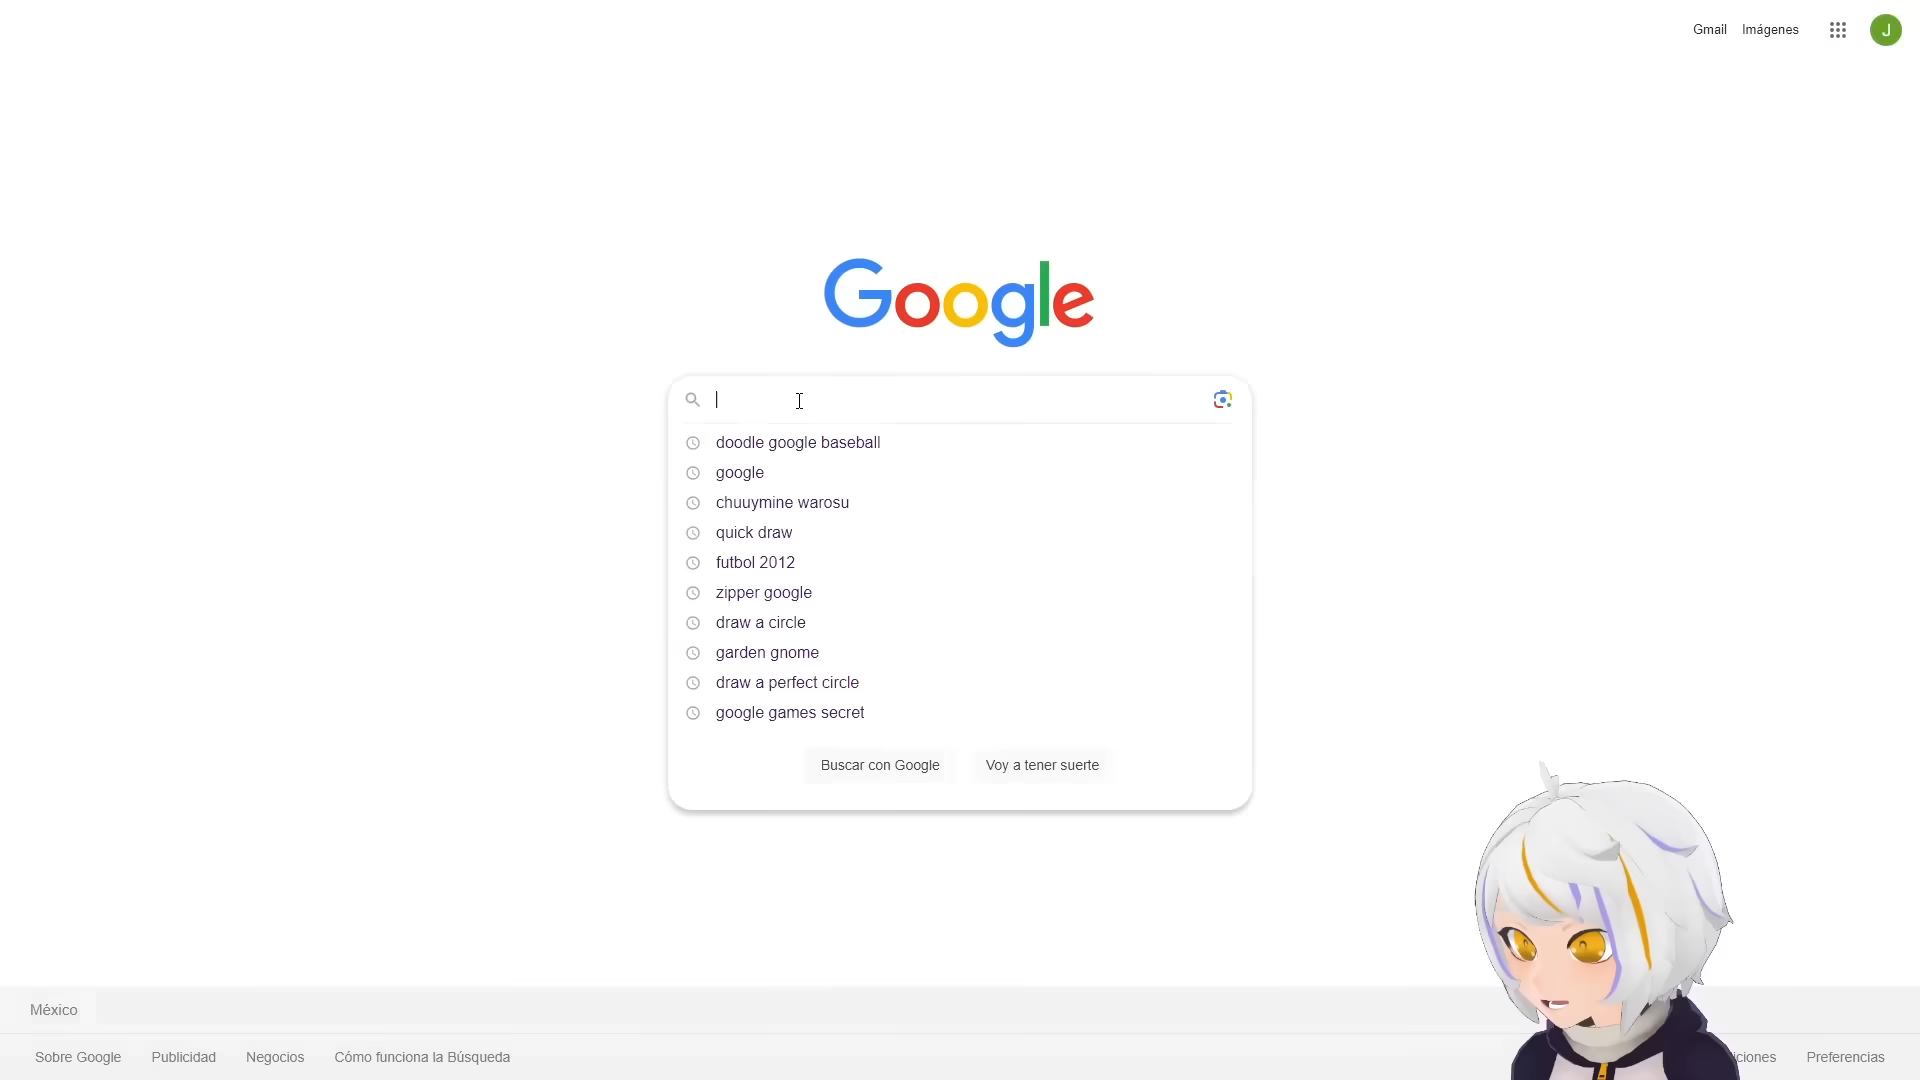 Gmail Imágenes J
Google
doodle google baseball
google
chuuymine warosu
quick draw
futbol 2012
zipper google
draw a circle
garden gnome
draw a perfect circle
google games secret
Buscar con Google Voy a tener suerte
México
Sobre Google Publicidad Negocios Cómo funciona la Búsqueda Preferencias